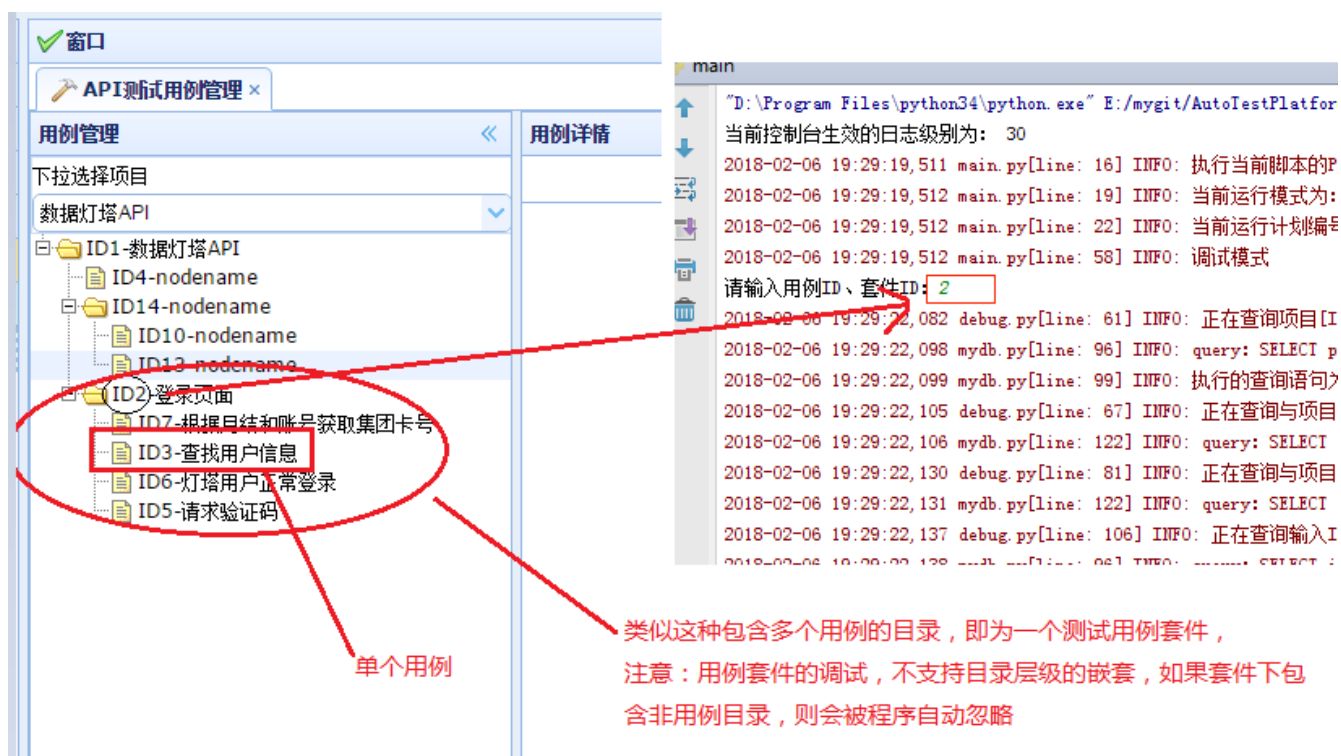 窗口
API测试用例管理 ×
用例管理
用例详情
下拉选择项目
数据灯塔API
ID1-数据灯塔API
ID4-nodename
ID14-nodename
ID10-nodename
ID13-nodename
ID2-登录页面
ID7-根据月结和账号获取集团卡号
ID3-查找用户信息
ID6-灯塔用户正常登录
ID5-请求验证码
单个用例
main
"D:\Program Files\python34\python.exe" E:/mygit/AutoTestPlatfor
当前控制台生效的日志级别为: 30
2018-02-06 19:29:19,511 main.py[line: 16] INFO: 执行当前脚本的P
2018-02-06 19:29:19,512 main.py[line: 19] INFO: 当前运行模式为:
2018-02-06 19:29:19,512 main.py[line: 22] INFO: 当前运行计划编号
2018-02-06 19:29:19,512 main.py[line: 58] INFO: 调试模式
请输入用例ID、套件ID: 2
2018-02-06 19:29:22,082 debug.py[line: 61] INFO: 正在查询项目[I
2018-02-06 19:29:22,098 mydb.py[line: 96] INFO: query: SELECT p
2018-02-06 19:29:22,099 mydb.py[line: 99] INFO: 执行的查询语句为
2018-02-06 19:29:22,105 debug.py[line: 67] INFO: 正在查询与项目
2018-02-06 19:29:22,106 mydb.py[line: 122] INFO: query: SELECT
2018-02-06 19:29:22,130 debug.py[line: 81] INFO: 正在查询与项目
2018-02-06 19:29:22,131 mydb.py[line: 122] INFO: query: SELECT
2018-02-06 19:29:22,137 debug.py[line: 106] INFO: 正在查询输入I
2018-02-06 19:29:22,138 mydb.py[line: 96] INFO: query: SELECT i
类似这种包含多个用例的目录，即为一个测试用例套件，
注意：用例套件的调试，不支持目录层级的嵌套，如果套件下包
含非用例目录，则会被程序自动忽略